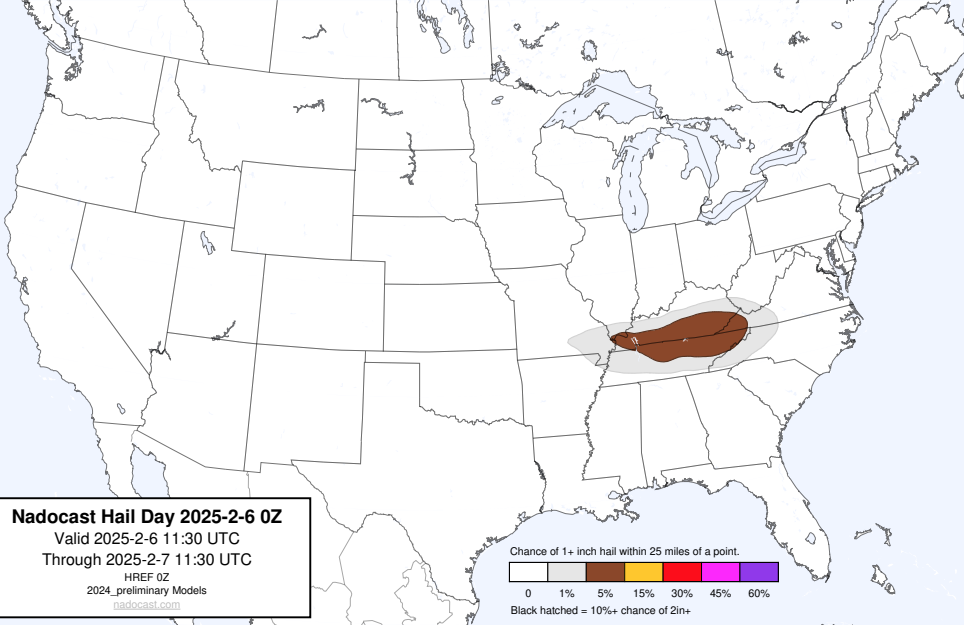 Nadocast Hail Day 2025-2-6 0Z
Valid 2025-2-6 11:30 UTC
Through 2025-2-7 11:30 UTC
HREF 0Z
2024_preliminary Models
nadocast.com
Chance of 1+ inch hail within 25 miles of a point.
0 1% 5% 15% 30% 45% 60%
Black hatched = 10%+ chance of 2in+